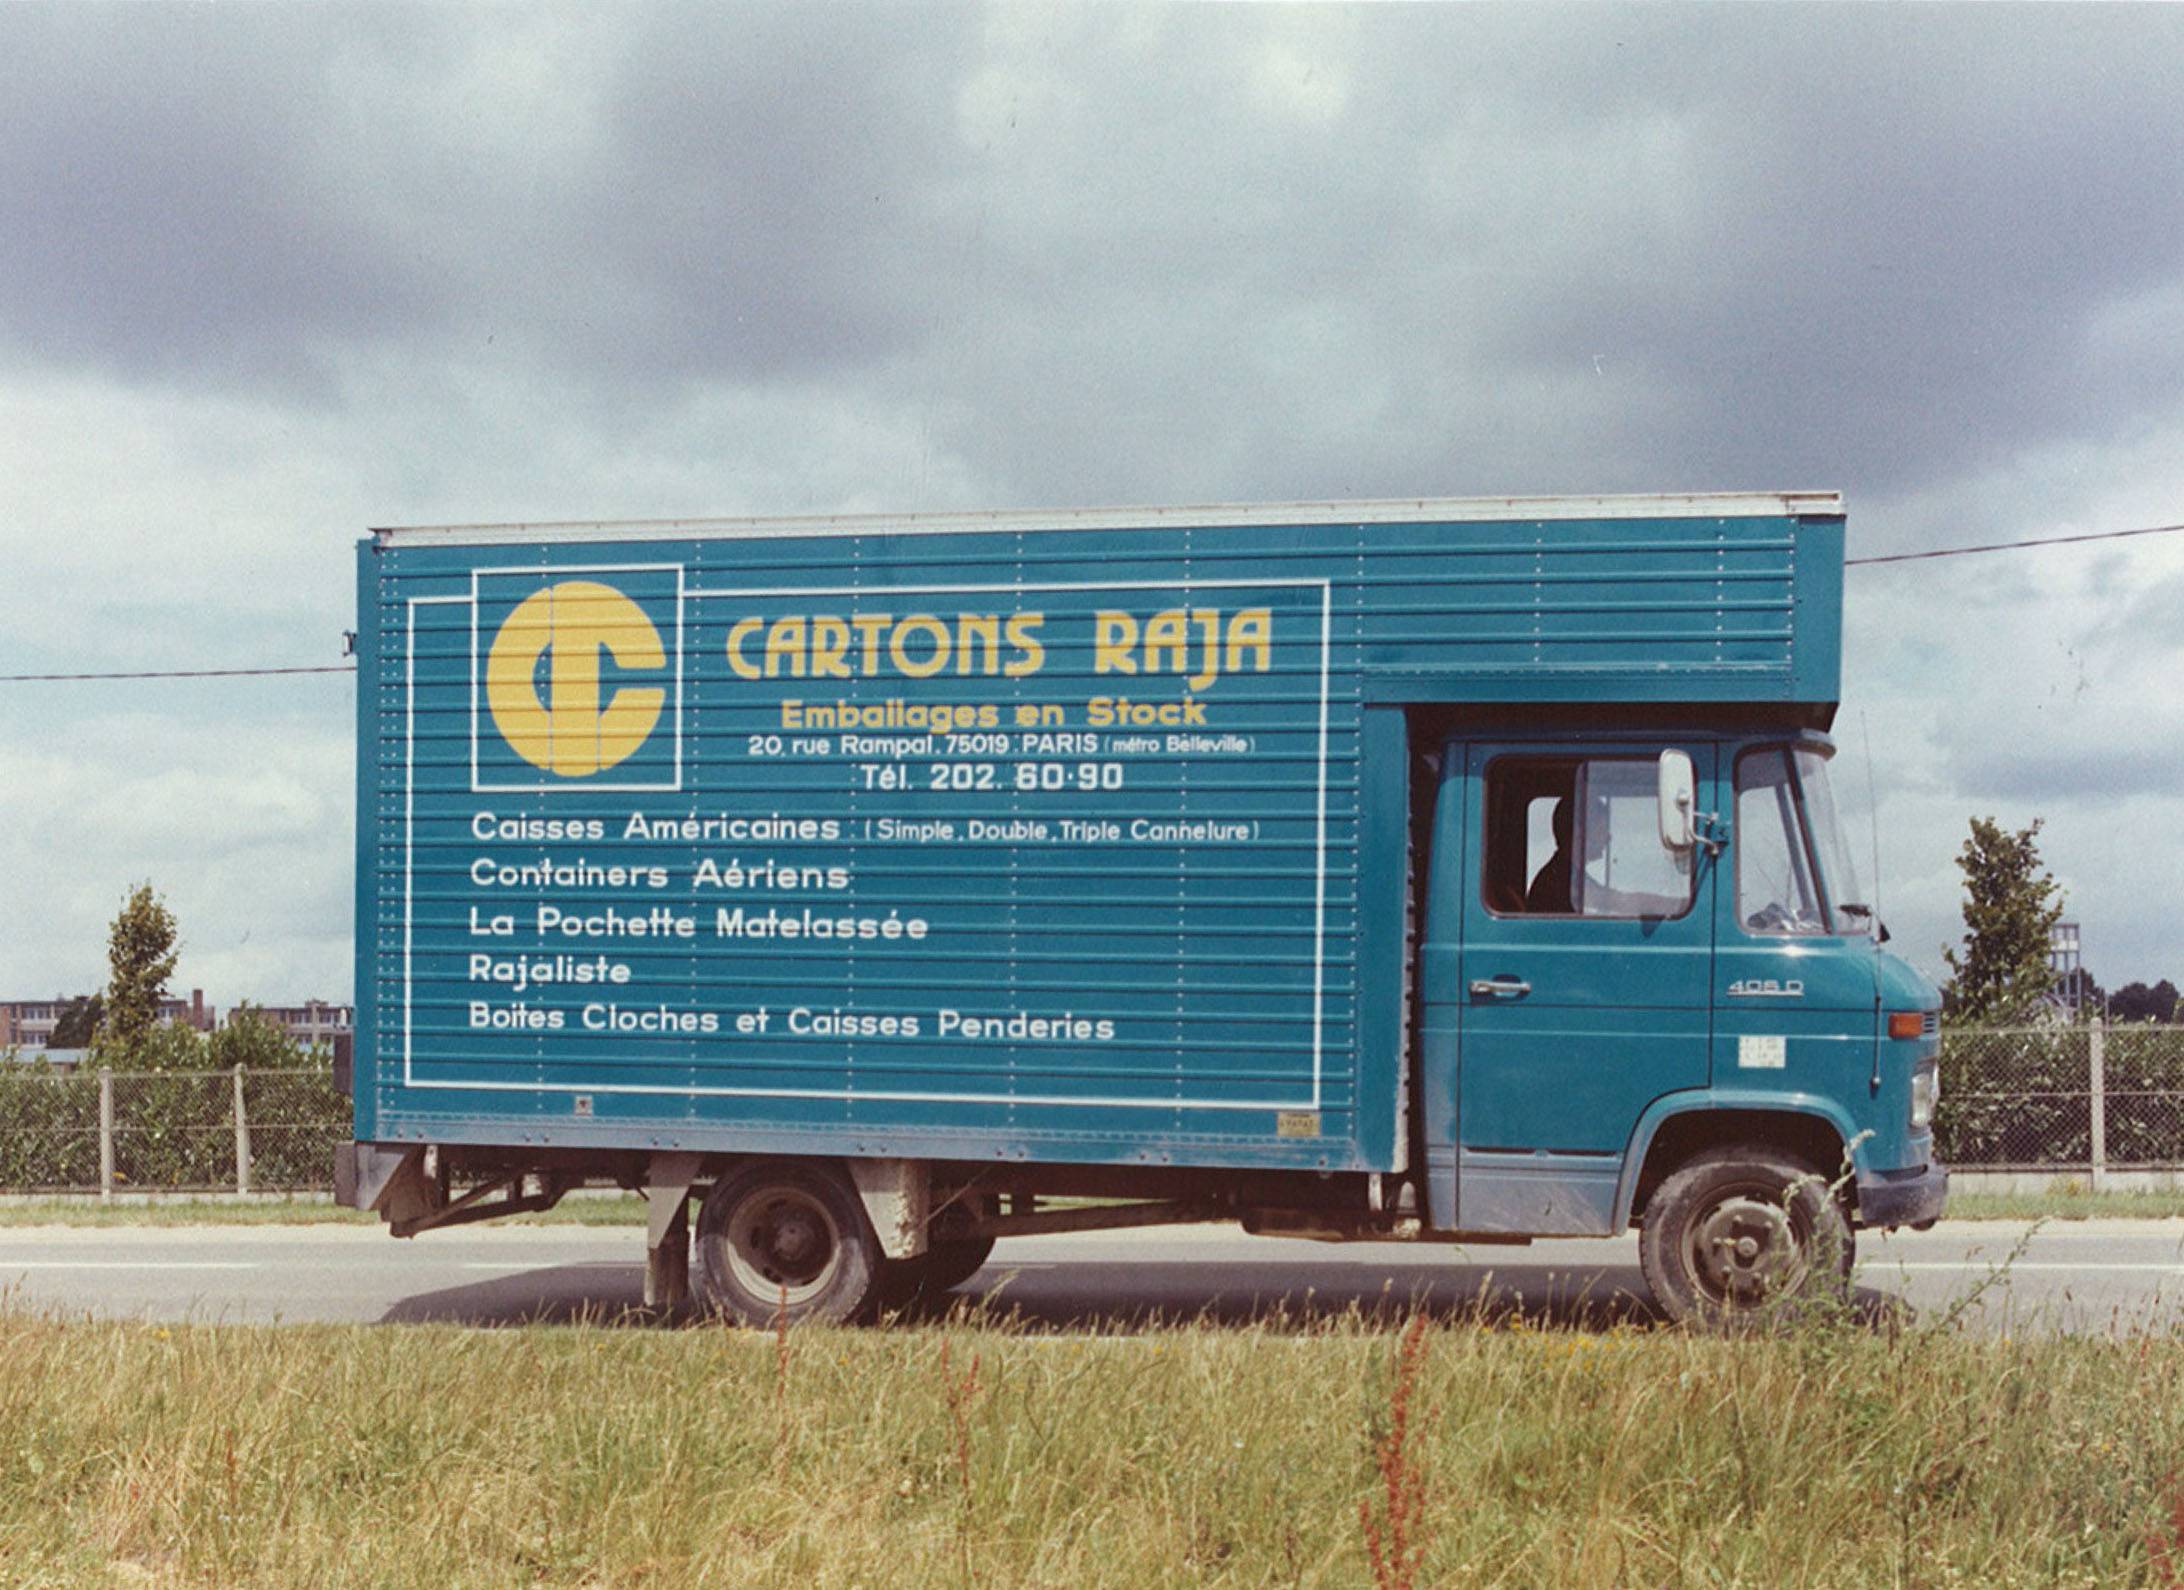 CARTONS RAJA
Emballages en Stock
20, rue Rampal. 75019 PARIS (métro Belleville)
Tél. 202. 60·90
Caisses Américaines : (Simple, Double, Triple Cannelure)
Containers Aériens
La Pochette Matelassée
Rajaliste
Boîtes Cloches et Caisses Penderies
406 D